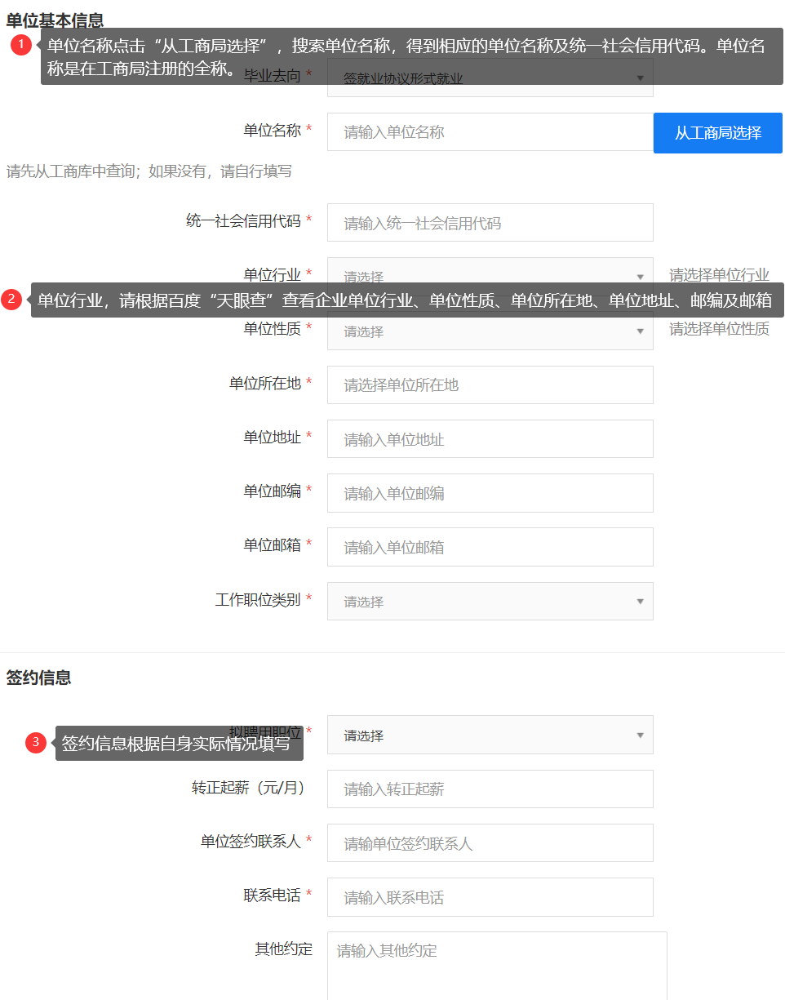 单位基本信息
1 单位名称点击“从工商局选择”，搜索单位名称，得到相应的单位名称及统一社会信用代码。单位名
称是在工商局注册的全称。
毕业去向 * 签就业协议形式就业
单位名称 * 请输入单位名称 从工商局选择
请先从工商库中查询；如果没有，请自行填写
统一社会信用代码 * 请输入统一社会信用代码
单位行业 * 请选择 请选择单位行业
2 单位行业，请根据百度“天眼查”查看企业单位行业、单位性质、单位所在地、单位地址、邮编及邮箱
单位性质 * 请选择 请选择单位性质
单位所在地 * 请选择单位所在地
单位地址 * 请输入单位地址
单位邮编 * 请输入单位邮编
单位邮箱 * 请输入单位邮箱
工作职位类别 * 请选择
签约信息
拟聘用职位 * 请选择
3 签约信息根据自身实际情况填写
转正起薪（元/月） 请输入转正起薪
单位签约联系人 * 请输单位签约联系人
联系电话 * 请输入联系电话
其他约定 请输入其他约定